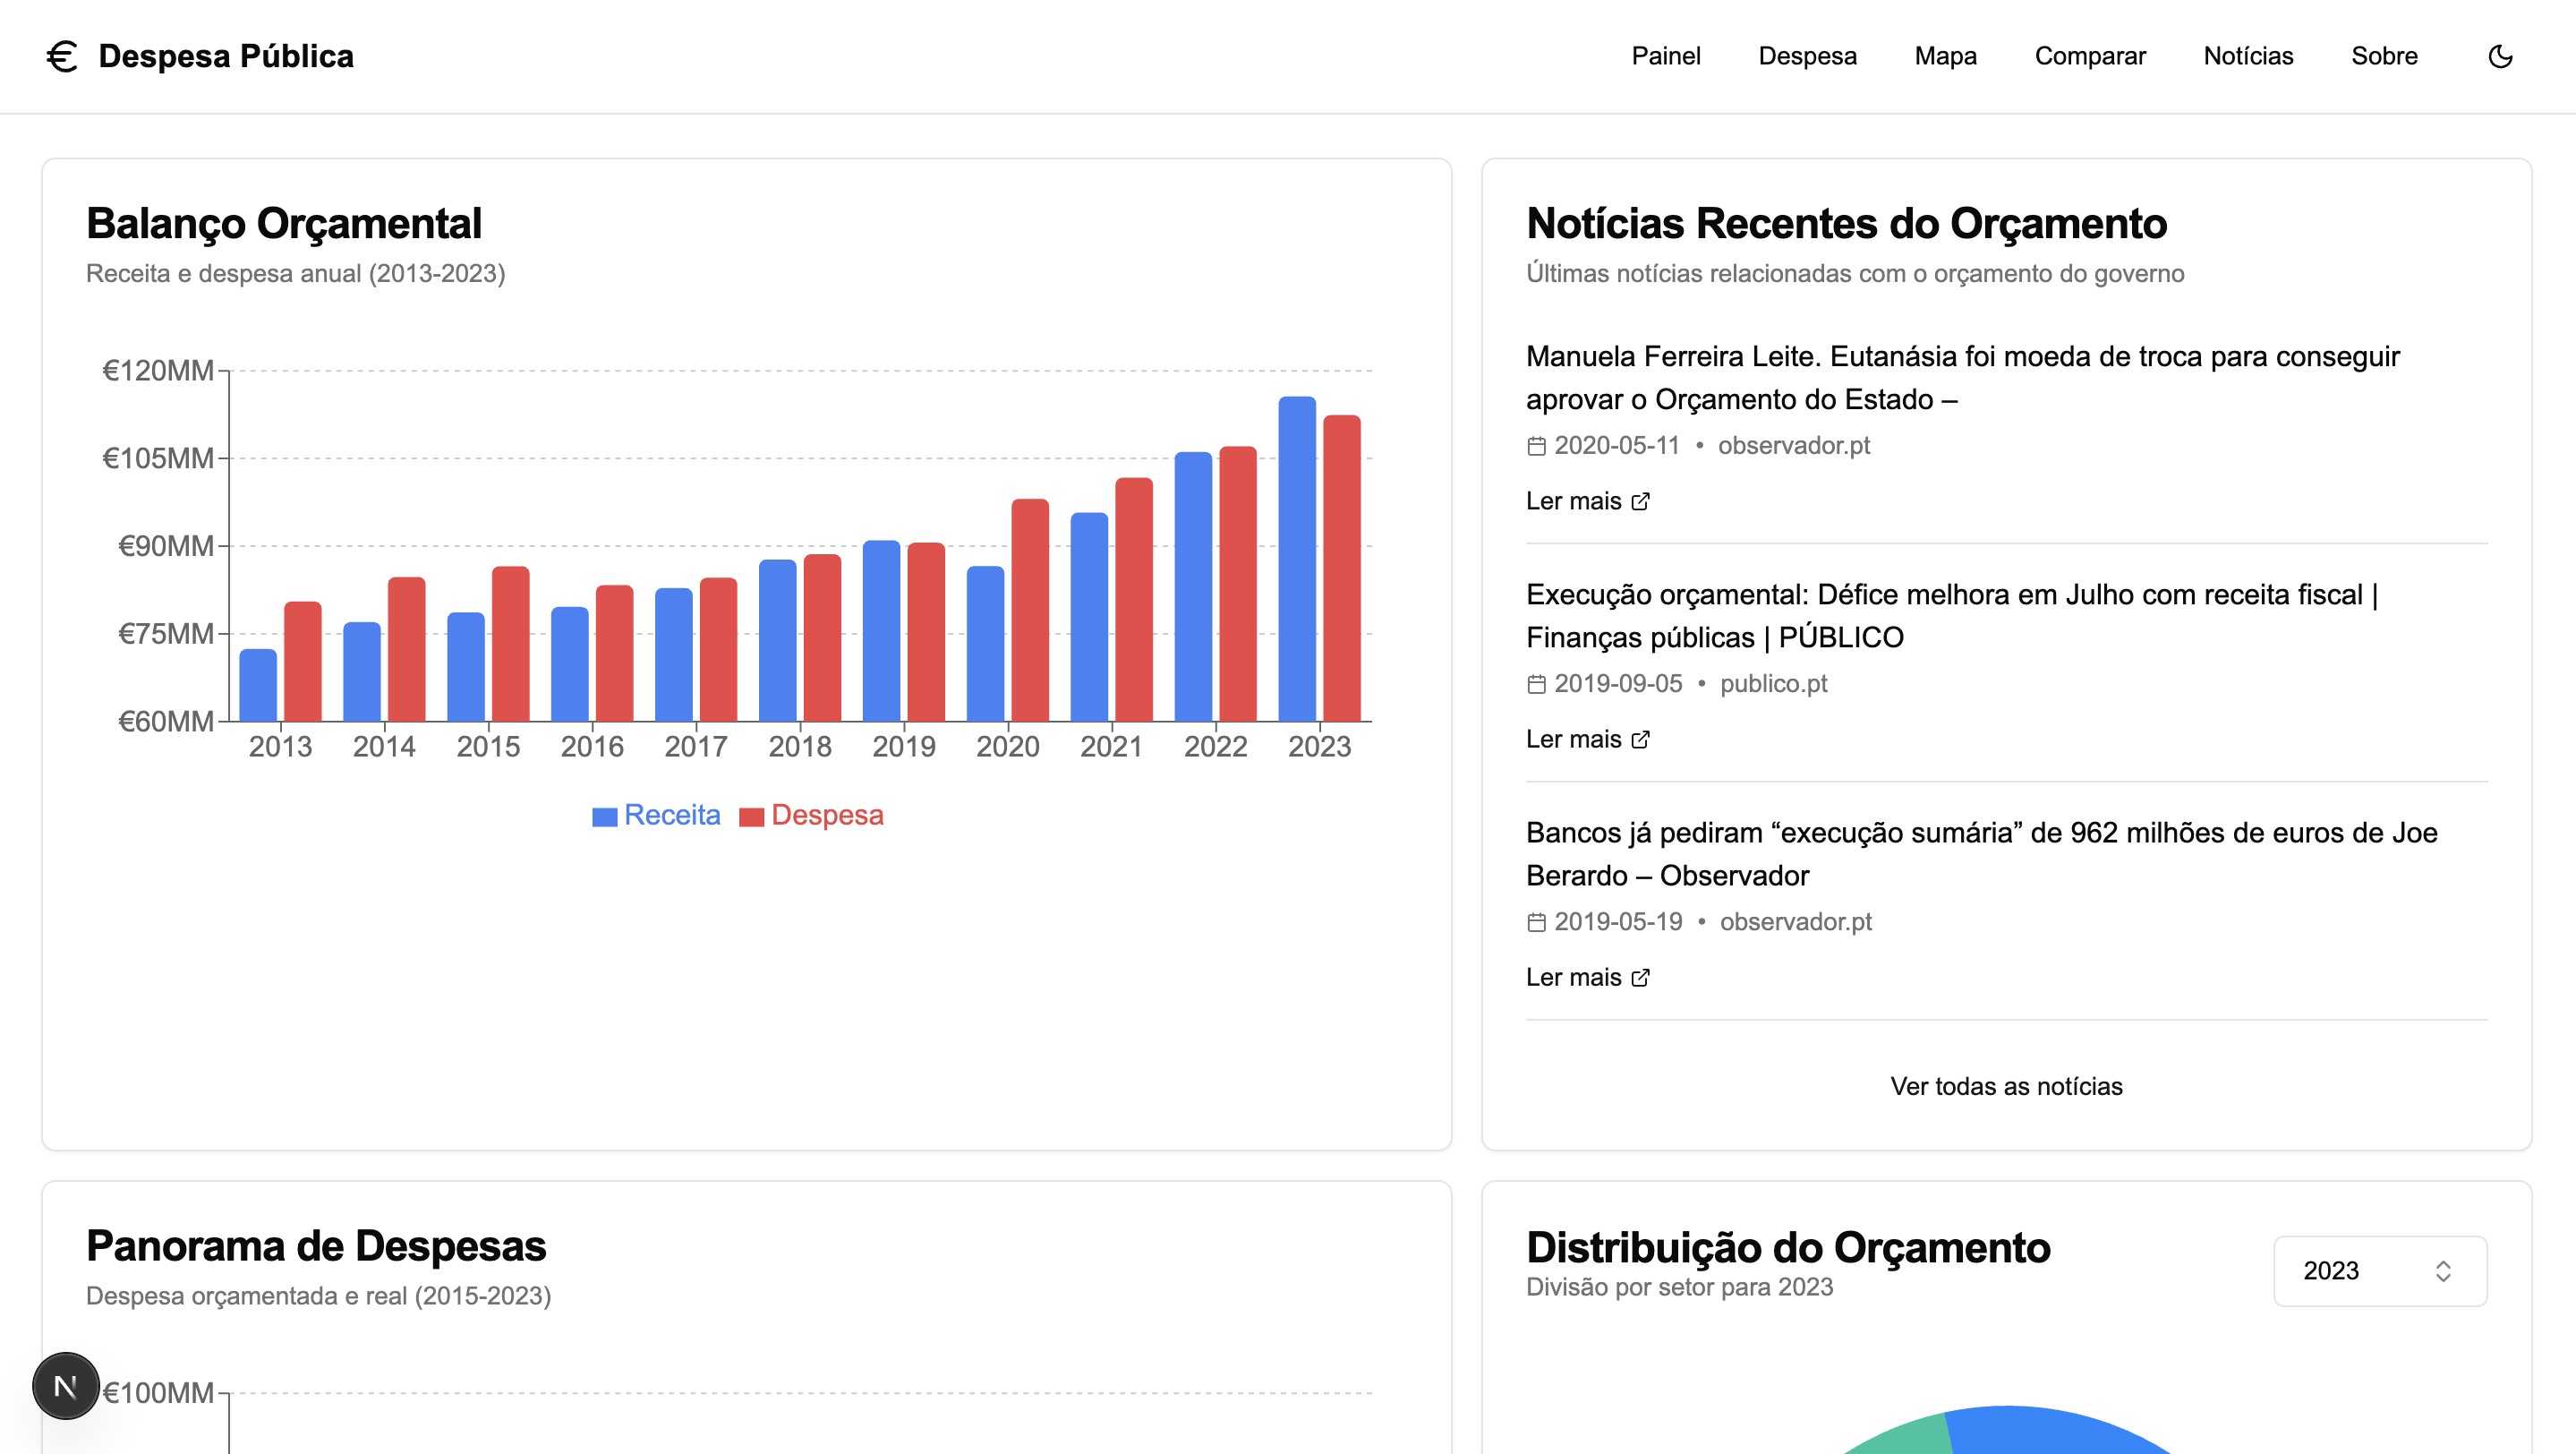 € Despesa Pública
Painel Despesa Mapa Comparar Notícias Sobre
Balanço Orçamental
Receita e despesa anual (2013-2023)
€120MM
€105MM
€90MM
€75MM
€60MM
2013 2014 2015 2016 2017 2018 2019 2020 2021 2022 2023
Receita Despesa
Notícias Recentes do Orçamento
Últimas notícias relacionadas com o orçamento do governo
Manuela Ferreira Leite. Eutanásia foi moeda de troca para conseguir
aprovar o Orçamento do Estado –
2020-05-11 • observador.pt
Ler mais
Execução orçamental: Défice melhora em Julho com receita fiscal |
Finanças públicas | PÚBLICO
2019-09-05 • publico.pt
Ler mais
Bancos já pediram “execução sumária” de 962 milhões de euros de Joe
Berardo – Observador
2019-05-19 • observador.pt
Ler mais
Ver todas as notícias
Panorama de Despesas
Despesa orçamentada e real (2015-2023)
€100MM
N
Distribuição do Orçamento
Divisão por setor para 2023
2023